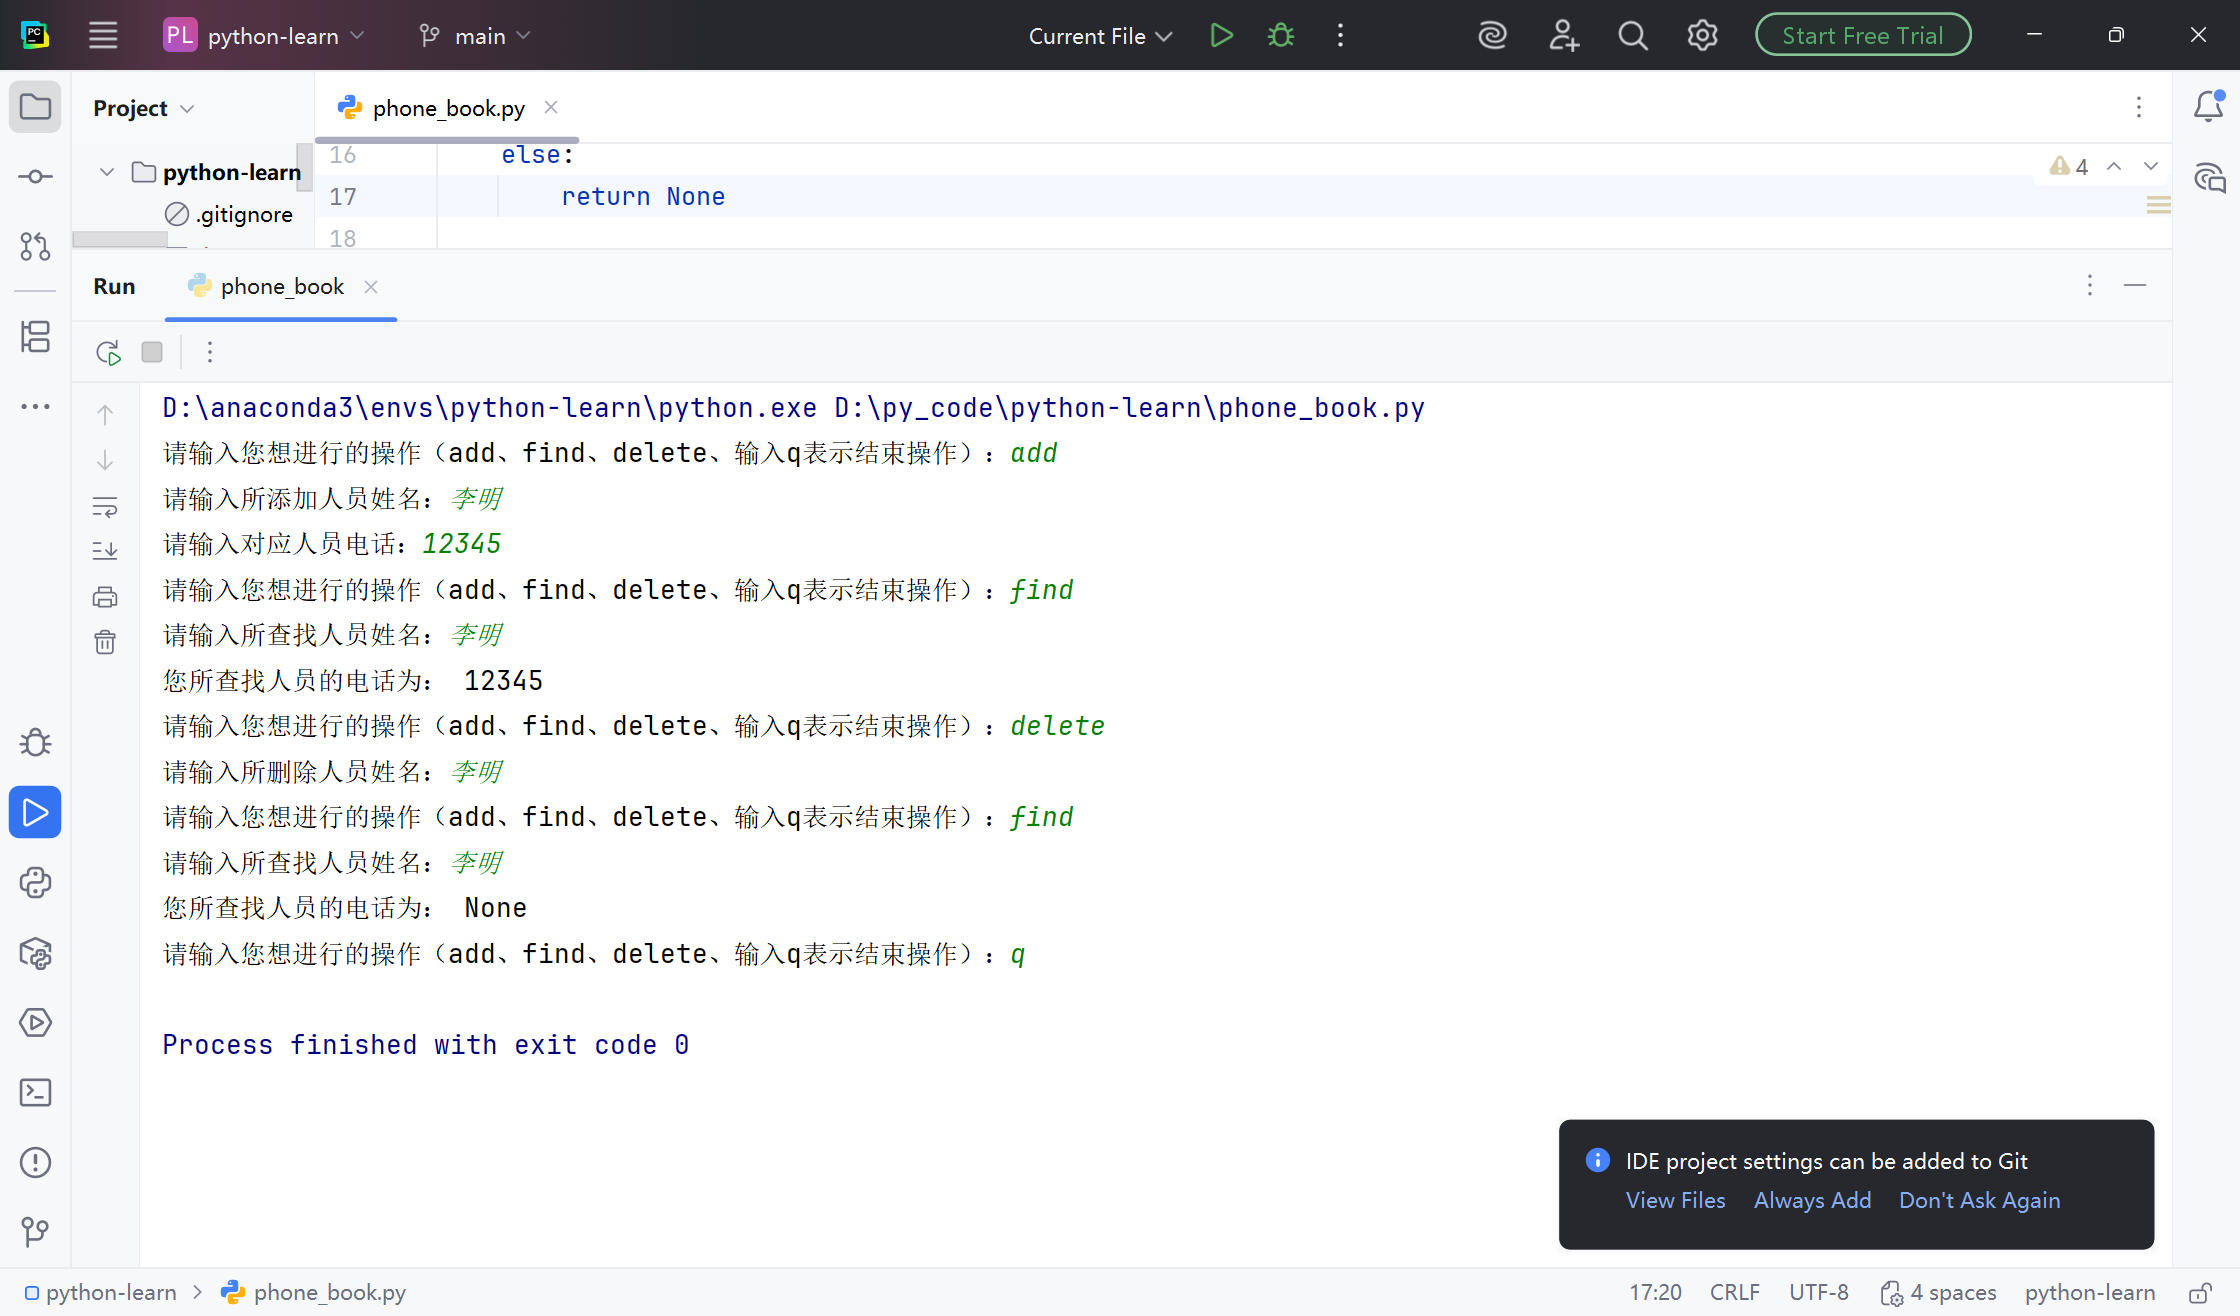 PC PL python-learn main Current File Start Free Trial
Project phone_book.py
python-learn
.gitignore
16 else:
17 return None
18
4
Run phone_book
D:\anaconda3\envs\python-learn\python.exe D:\py_code\python-learn\phone_book.py
请输入您想进行的操作（add、find、delete、输入q表示结束操作）：add
请输入所添加人员姓名：李明
请输入对应人员电话：12345
请输入您想进行的操作（add、find、delete、输入q表示结束操作）：find
请输入所查找人员姓名：李明
您所查找人员的电话为： 12345
请输入您想进行的操作（add、find、delete、输入q表示结束操作）：delete
请输入所删除人员姓名：李明
请输入您想进行的操作（add、find、delete、输入q表示结束操作）：find
请输入所查找人员姓名：李明
您所查找人员的电话为： None
请输入您想进行的操作（add、find、delete、输入q表示结束操作）：q
Process finished with exit code 0
IDE project settings can be added to Git
View Files Always Add Don't Ask Again
python-learn > phone_book.py 17:20 CRLF UTF-8 4 spaces python-learn